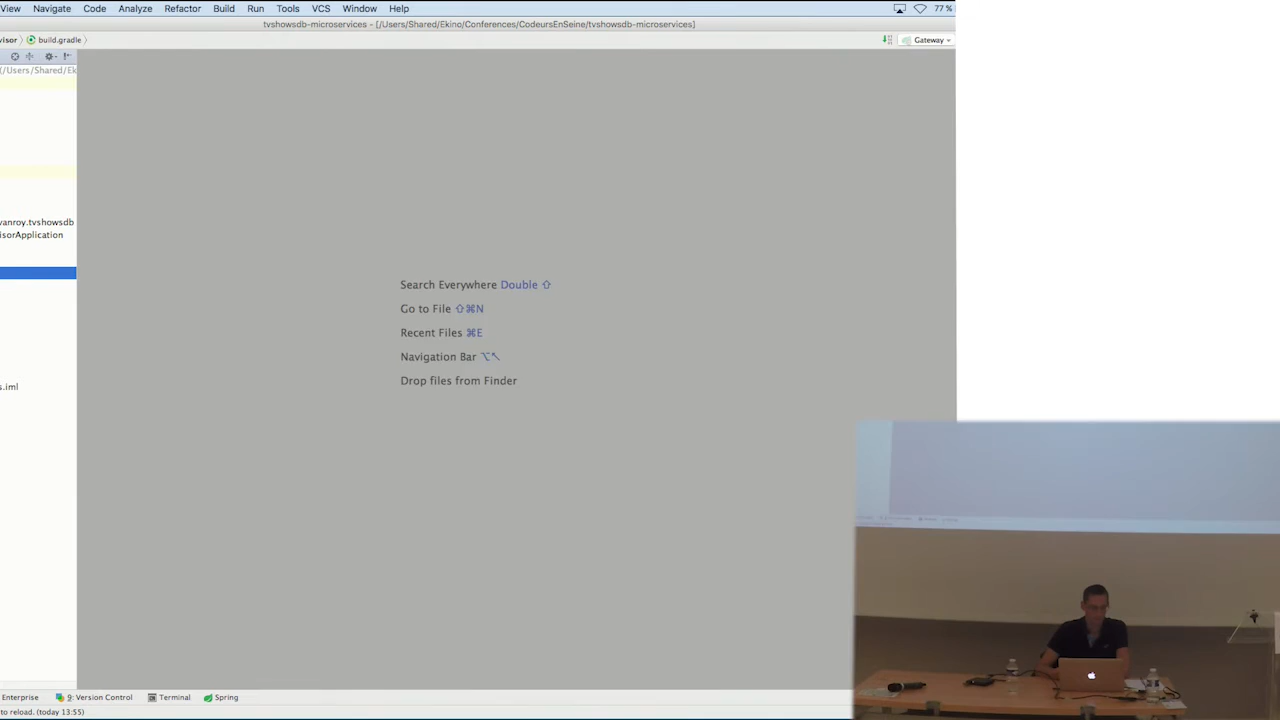 View Navigate Code Analyze Refactor Build Run Tools VCS Window Help 77 %
tvshowsdb-microservices - [/Users/Shared/Ekino/Conferences/CodeursEnSeine/tvshowsdb-microservices]
visor build.gradle Gateway
(/Users/Shared/Ek
vanroy.tvshowsdb
isorApplication
Search Everywhere Double ⇧
Go to File ⇧⌘N
Recent Files ⌘E
Navigation Bar ⌥↖
Drop files from Finder
s.iml
Enterprise 9: Version Control Terminal Spring
to reload. (today 13:55)